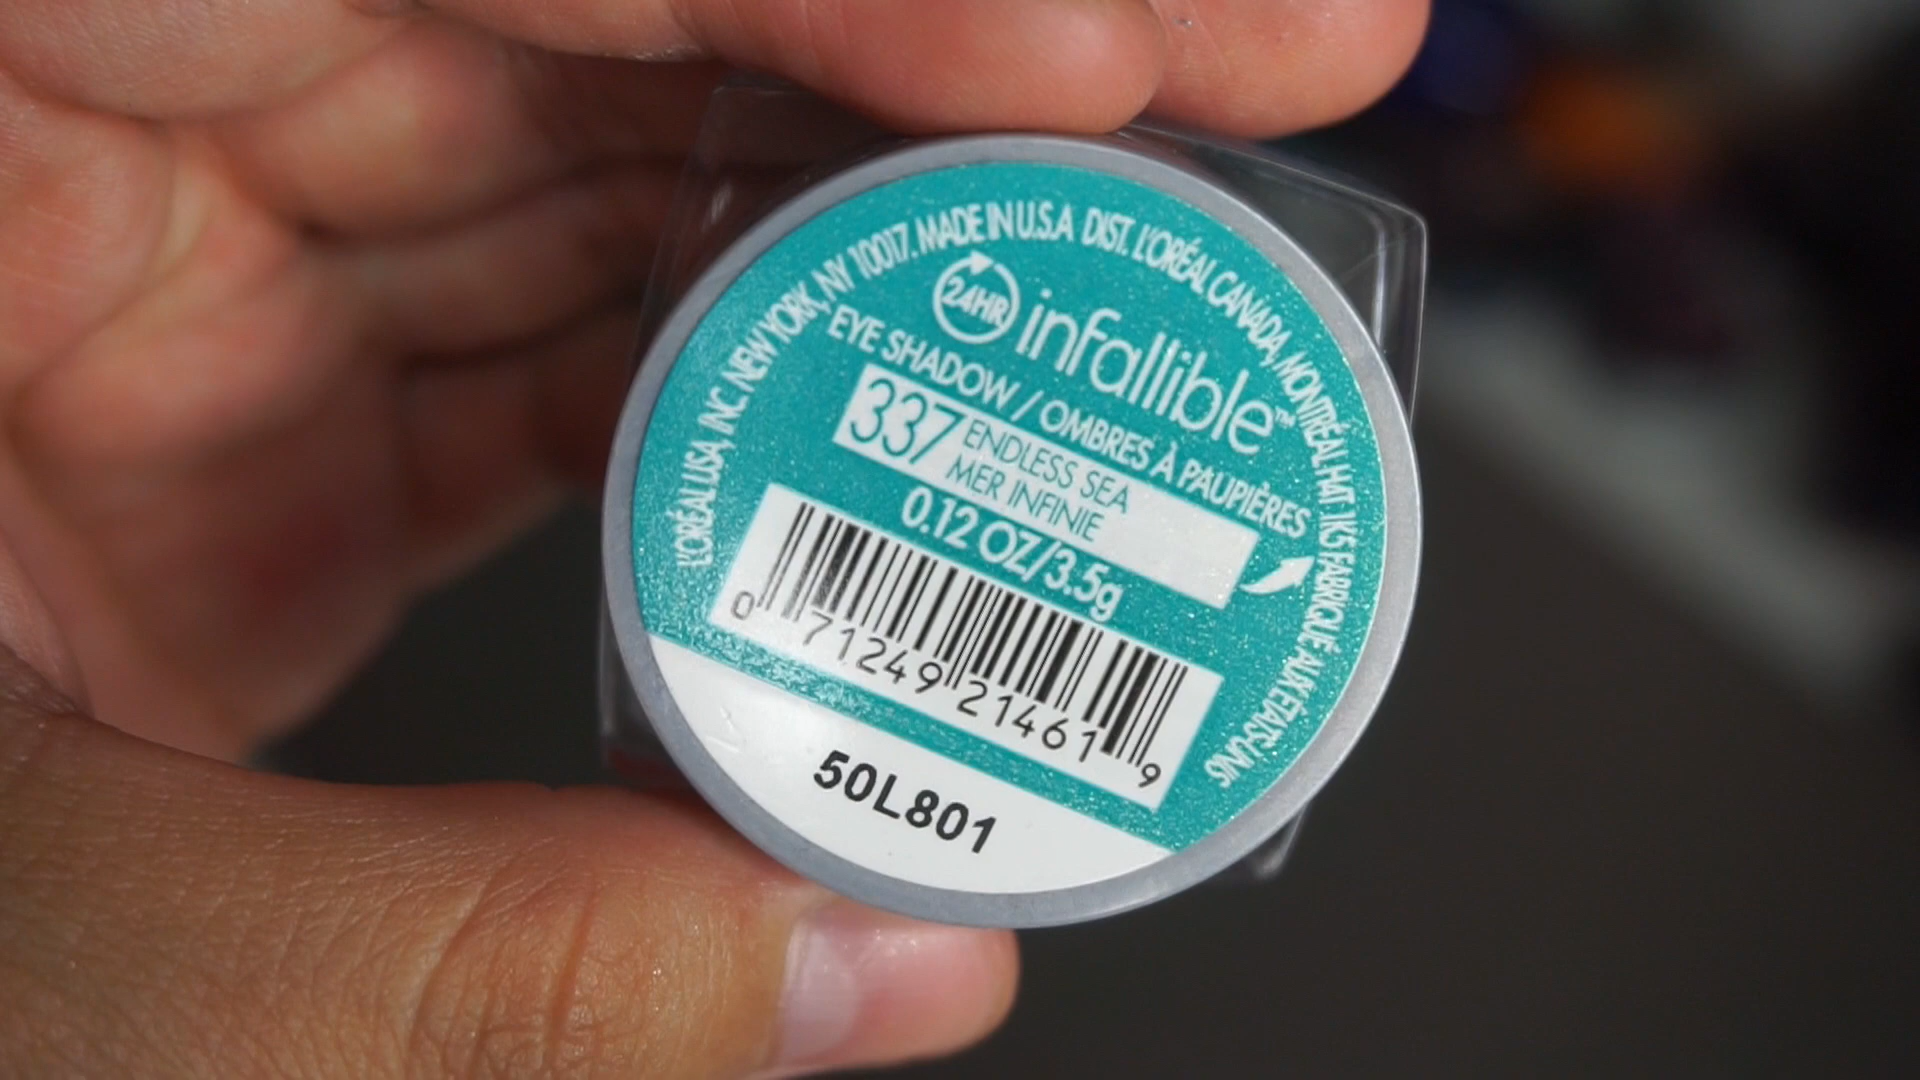 L'ORÉAL USA, INC. NEW YORK, NY 10017. MADE IN U.S.A DIST. L'ORÉAL CANADA, MONTRÉAL H4T 1K5 FABRIQUÉ AUX ÉTATS-UNIS
24HR infallible™
EYE SHADOW / OMBRES À PAUPIÈRES
337 ENDLESS SEA
MER INFINIE
0.12 OZ/3.5g
0 71249 21461 9
50L801